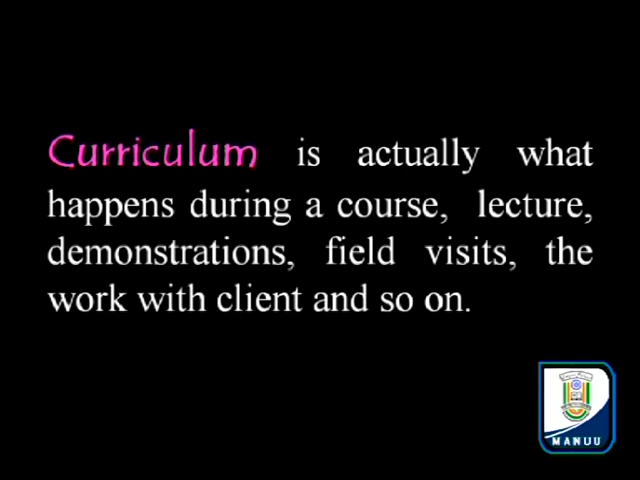 Curriculum is actually what
happens during a course, lecture,
demonstrations, field visits, the
work with client and so on.
MANUU